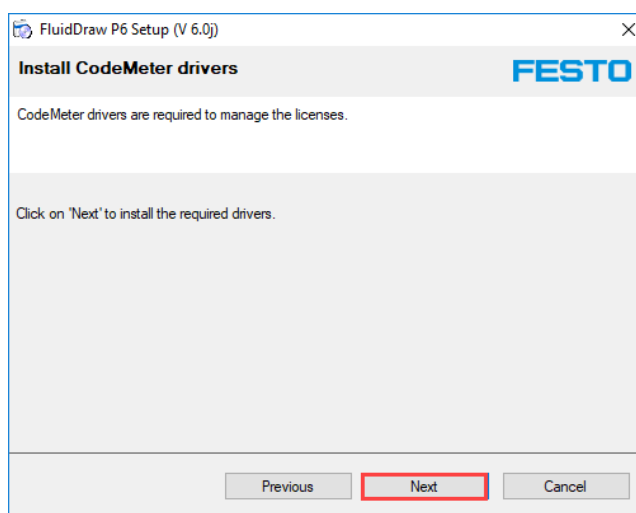 FluidDraw P6 Setup (V 6.0j)
Install CodeMeter drivers
FESTO
CodeMeter drivers are required to manage the licenses.
Click on 'Next' to install the required drivers.
Previous
Next
Cancel